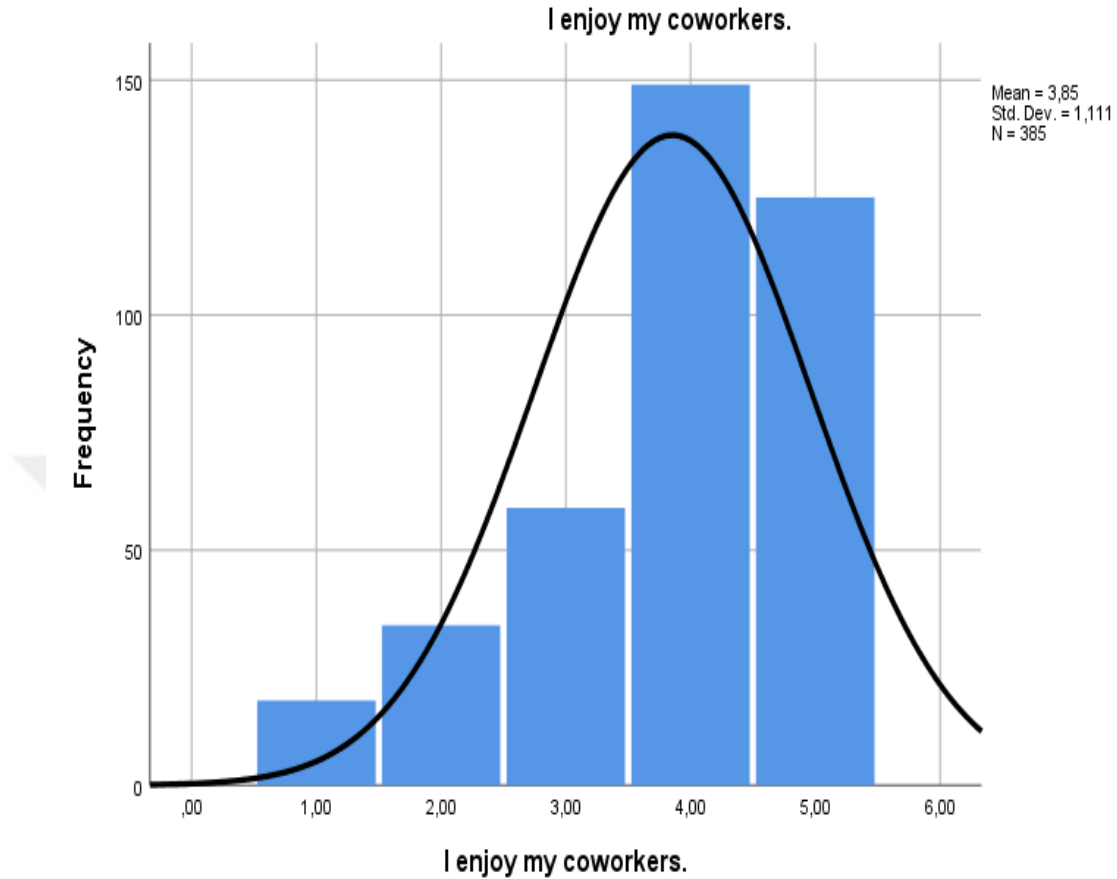 I enjoy my coworkers.
Mean = 3,85
Std. Dev. = 1,111
N = 385
Frequency
150
100
50
0
,00 1,00 2,00 3,00 4,00 5,00 6,00
I enjoy my coworkers.